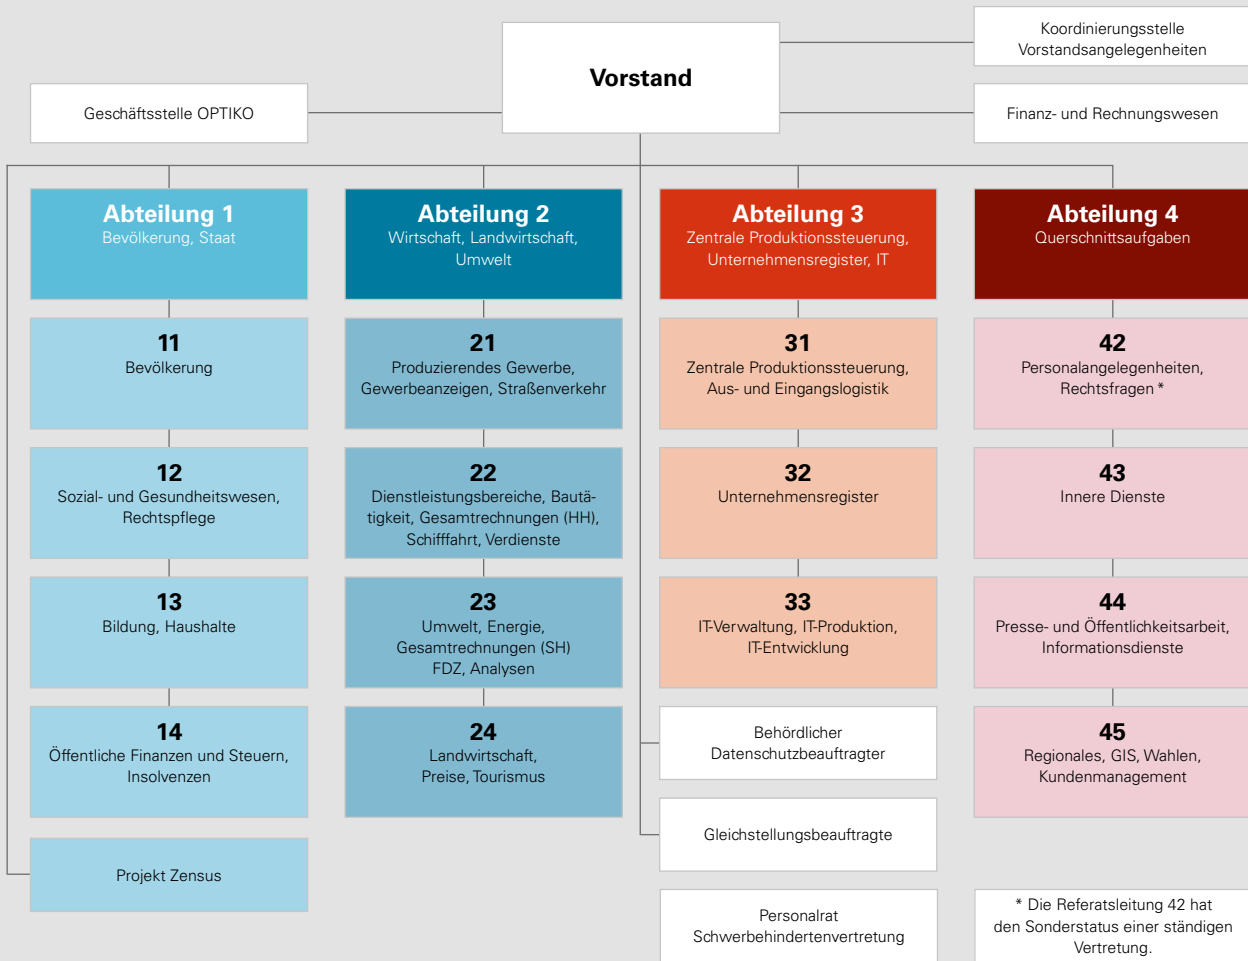 Koordinierungsstelle
Vorstandsangelegenheiten
Vorstand
Geschäftsstelle OPTIKO
Finanz- und Rechnungswesen
Abteilung 1
Bevölkerung, Staat
Abteilung 2
Wirtschaft, Landwirtschaft,
Umwelt
Abteilung 3
Zentrale Produktionssteuerung,
Unternehmensregister, IT
Abteilung 4
Querschnittsaufgaben
11
Bevölkerung
21
Produzierendes Gewerbe,
Gewerbeanzeigen, Straßenverkehr
31
Zentrale Produktionssteuerung,
Aus- und Eingangslogistik
42
Personalangelegenheiten,
Rechtsfragen *
12
Sozial- und Gesundheitswesen,
Rechtspflege
22
Dienstleistungsbereiche, Bautä-
tigkeit, Gesamtrechnungen (HH),
Schifffahrt, Verdienste
32
Unternehmensregister
43
Innere Dienste
13
Bildung, Haushalte
23
Umwelt, Energie,
Gesamtrechnungen (SH)
FDZ, Analysen
33
IT-Verwaltung, IT-Produktion,
IT-Entwicklung
44
Presse- und Öffentlichkeitsarbeit,
Informationsdienste
14
Öffentliche Finanzen und Steuern,
Insolvenzen
24
Landwirtschaft,
Preise, Tourismus
Behördlicher
Datenschutzbeauftragter
45
Regionales, GIS, Wahlen,
Kundenmanagement
Gleichstellungsbeauftragte
Projekt Zensus
Personalrat
Schwerbehindertenvertretung
* Die Referatsleitung 42 hat
den Sonderstatus einer ständigen
Vertretung.